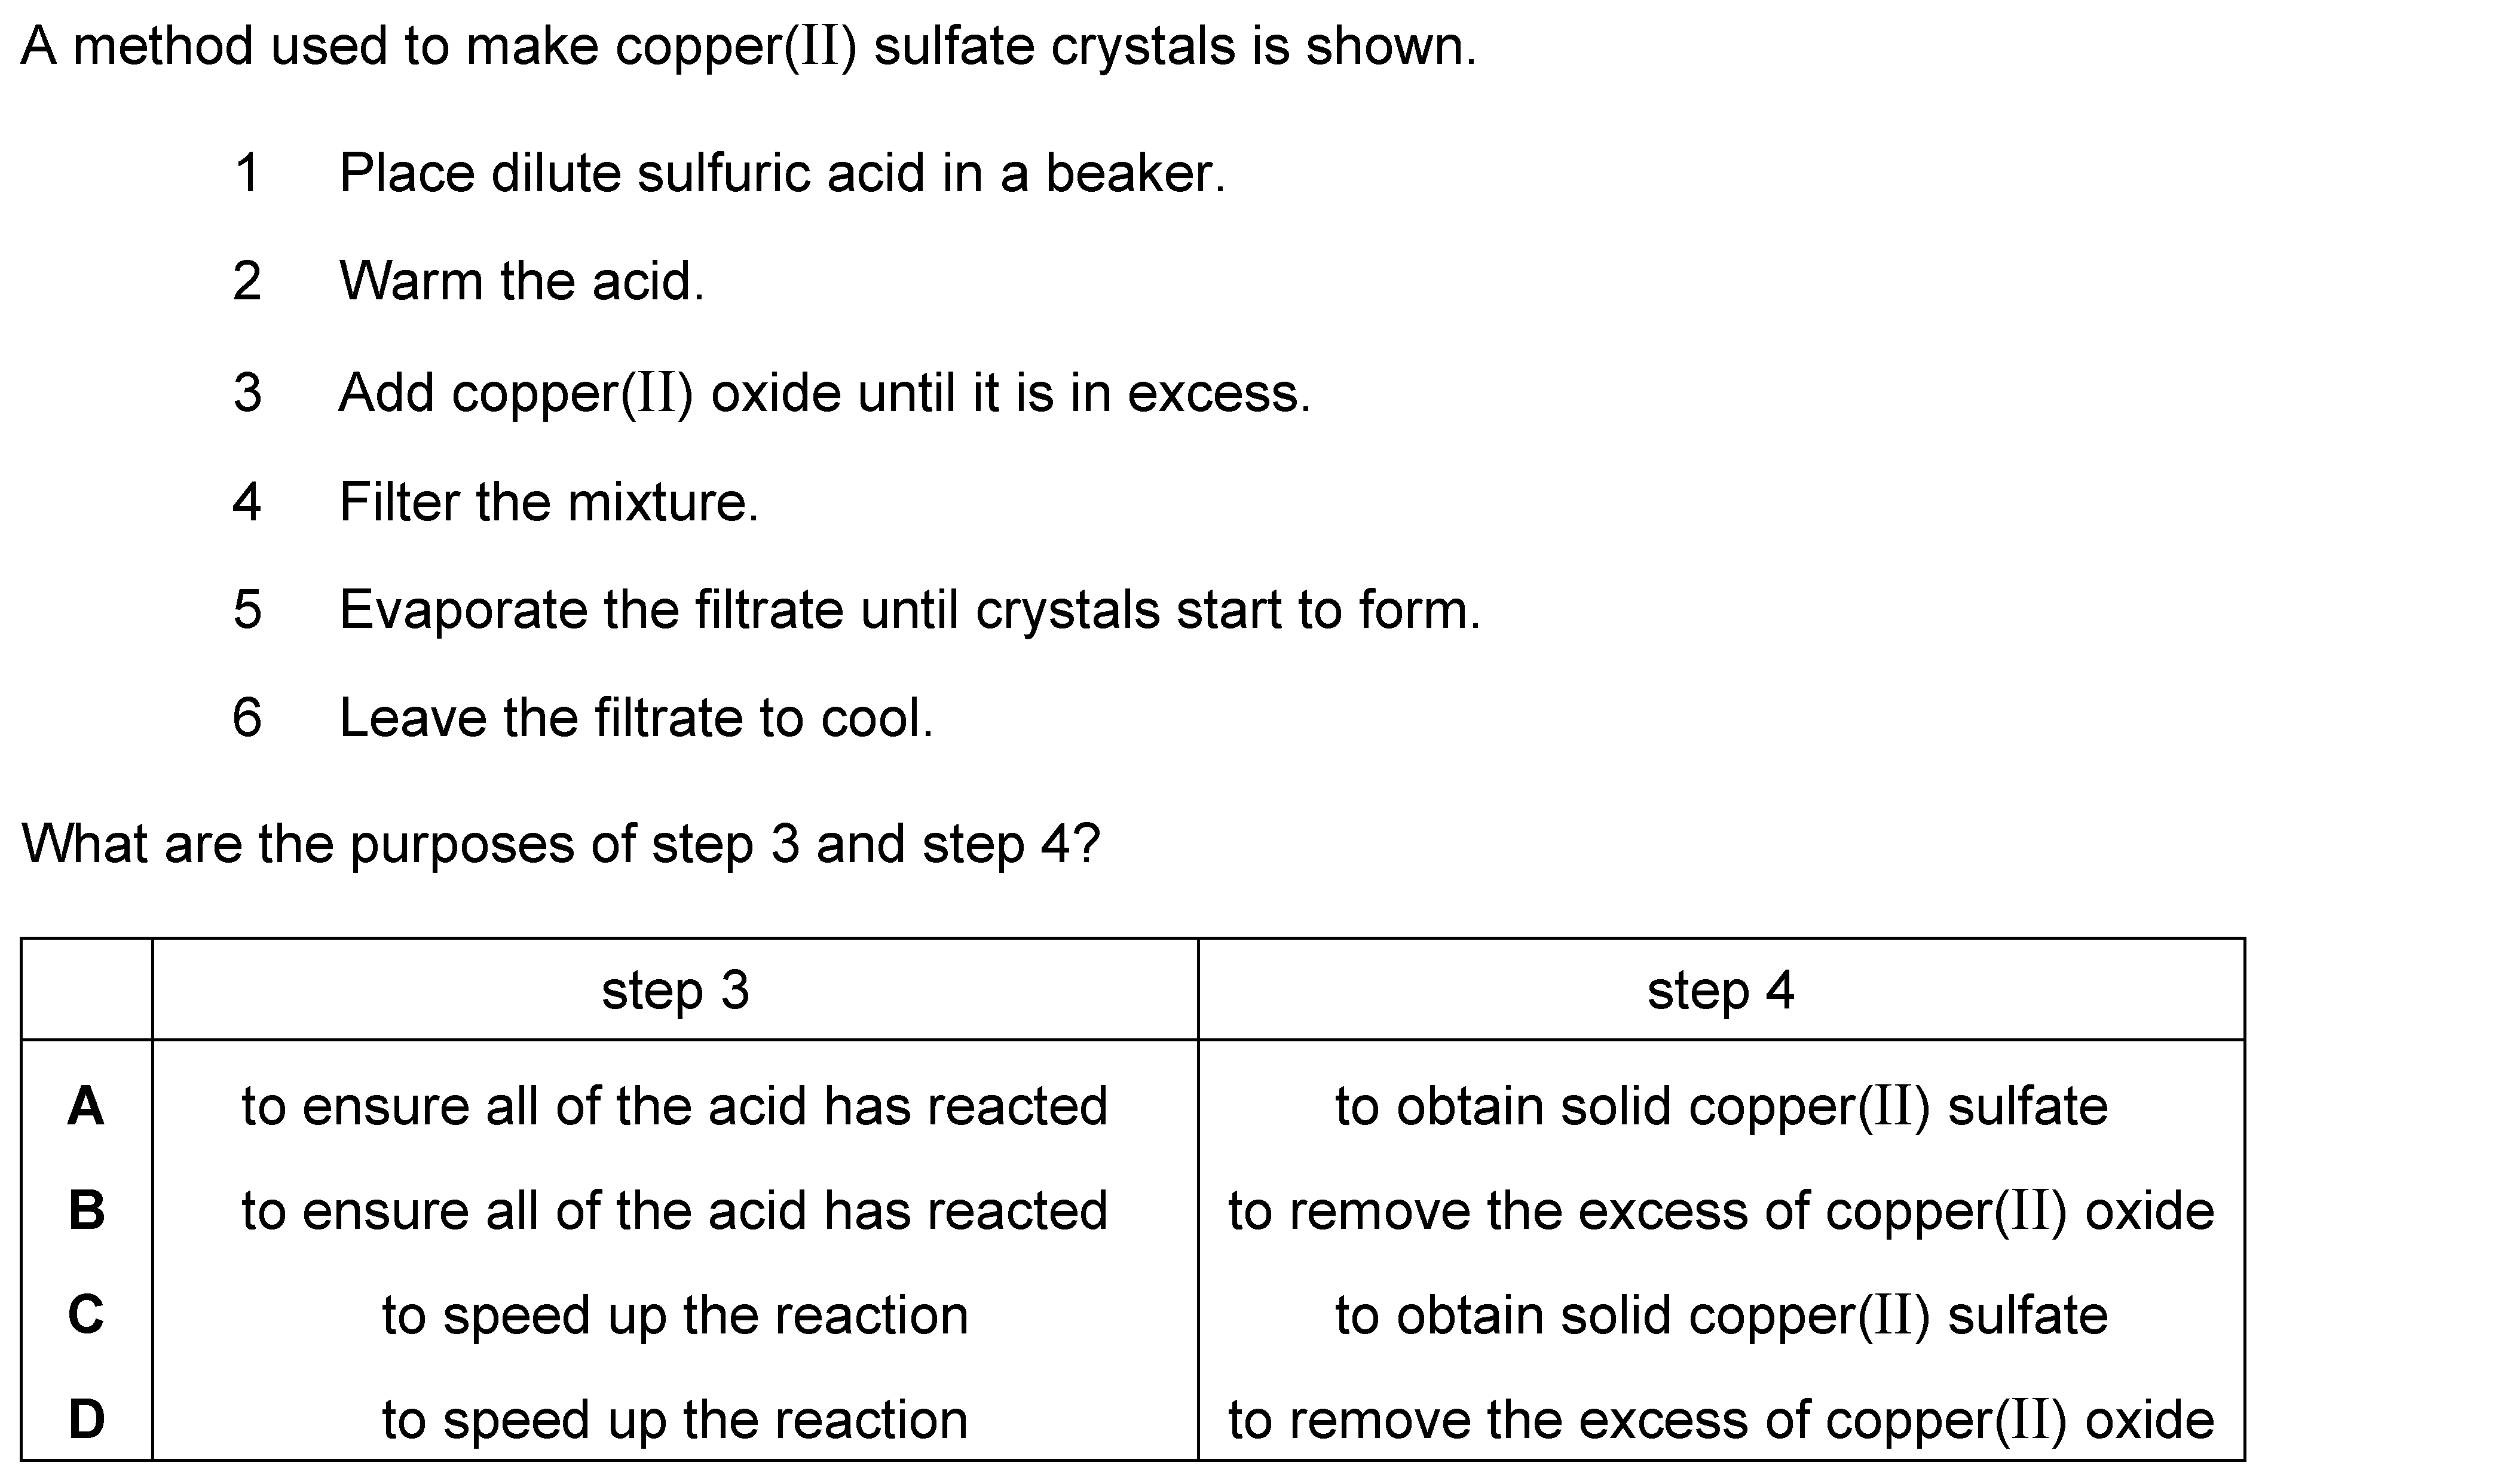 A method used to make copper(II) sulfate crystals is shown.
1 Place dilute sulfuric acid in a beaker.
2 Warm the acid.
3 Add copper(II) oxide until it is in excess.
4 Filter the mixture.
5 Evaporate the filtrate until crystals start to form.
6 Leave the filtrate to cool.
What are the purposes of step 3 and step 4?
step 3 step 4
A to ensure all of the acid has reacted to obtain solid copper(II) sulfate
B to ensure all of the acid has reacted to remove the excess of copper(II) oxide
C to speed up the reaction to obtain solid copper(II) sulfate
D to speed up the reaction to remove the excess of copper(II) oxide